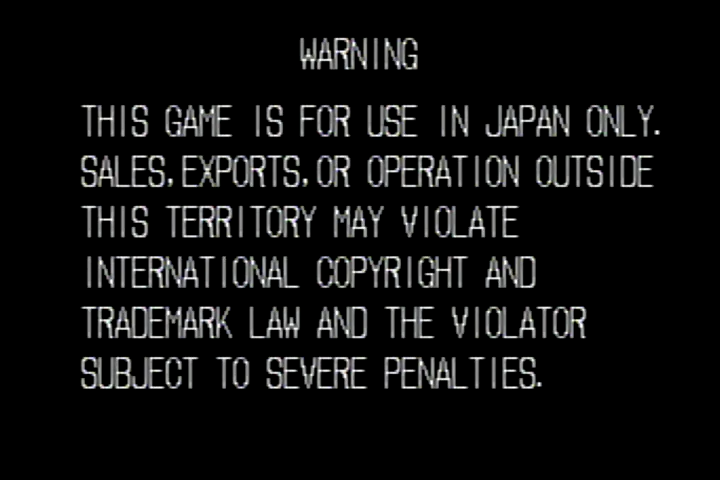 WARNING
THIS GAME IS FOR USE IN JAPAN ONLY.
SALES,EXPORTS,OR OPERATION OUTSIDE
THIS TERRITORY MAY VIOLATE
INTERNATIONAL COPYRIGHT AND
TRADEMARK LAW AND THE VIOLATOR
SUBJECT TO SEVERE PENALTIES.